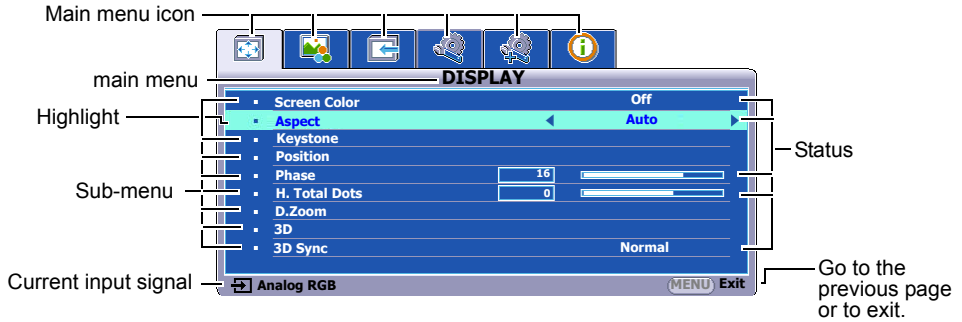 Main menu icon
main menu
DISPLAY
Highlight
Screen Color Off
Aspect Auto
Keystone
Position
Status
Phase 16
Sub-menu
H. Total Dots 0
D.Zoom
3D
3D Sync Normal
Current input signal
Analog RGB
MENU Exit
Go to the
previous page
or to exit.